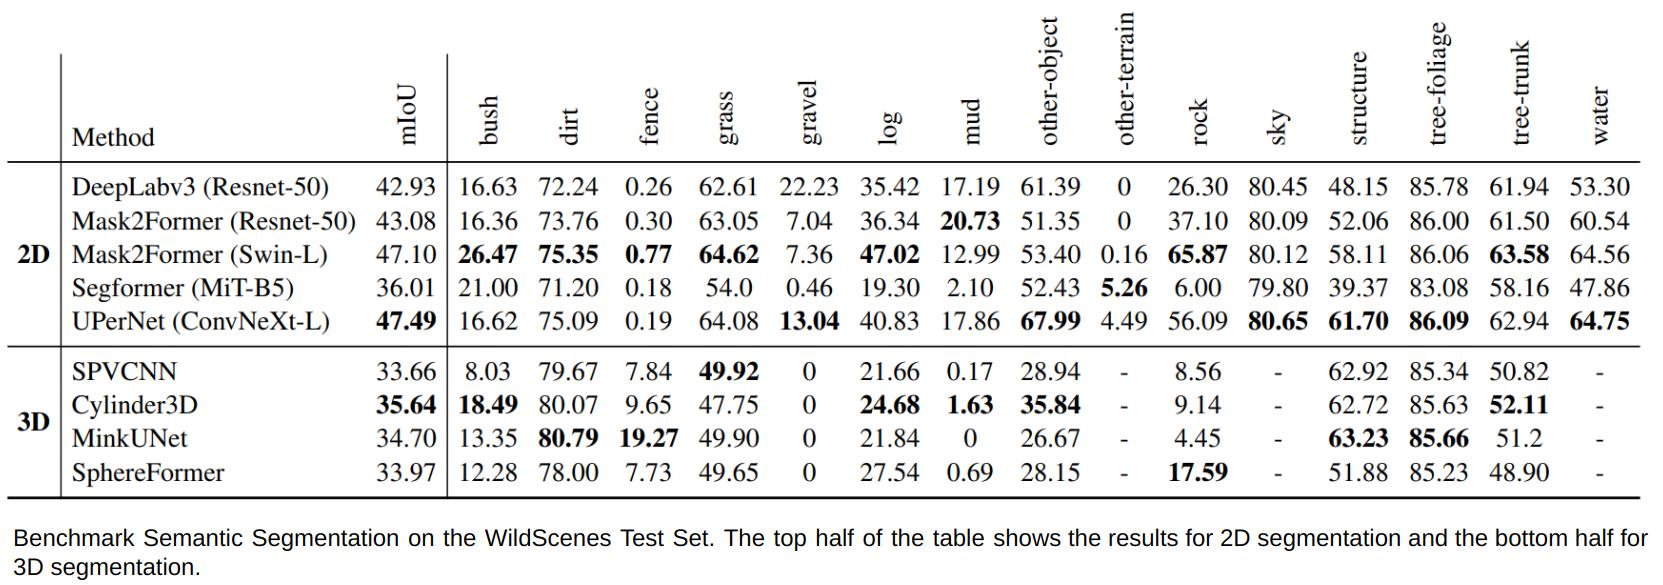 Method mIoU bush dirt fence grass gravel log mud other-object other-terrain rock sky structure tree-foliage tree-trunk water
2D
DeepLabv3 (Resnet-50) 42.93 16.63 72.24 0.26 62.61 22.23 35.42 17.19 61.39 0 26.30 80.45 48.15 85.78 61.94 53.30
Mask2Former (Resnet-50) 43.08 16.36 73.76 0.30 63.05 7.04 36.34 20.73 51.35 0 37.10 80.09 52.06 86.00 61.50 60.54
Mask2Former (Swin-L) 47.10 26.47 75.35 0.77 64.62 7.36 47.02 12.99 53.40 0.16 65.87 80.12 58.11 86.06 63.58 64.56
Segformer (MiT-B5) 36.01 21.00 71.20 0.18 54.0 0.46 19.30 2.10 52.43 5.26 6.00 79.80 39.37 83.08 58.16 47.86
UPerNet (ConvNeXt-L) 47.49 16.62 75.09 0.19 64.08 13.04 40.83 17.86 67.99 4.49 56.09 80.65 61.70 86.09 62.94 64.75
3D
SPVCNN 33.66 8.03 79.67 7.84 49.92 0 21.66 0.17 28.94 - 8.56 - 62.92 85.34 50.82 -
Cylinder3D 35.64 18.49 80.07 9.65 47.75 0 24.68 1.63 35.84 - 9.14 - 62.72 85.63 52.11 -
MinkUNet 34.70 13.35 80.79 19.27 49.90 0 21.84 0 26.67 - 4.45 - 63.23 85.66 51.2 -
SphereFormer 33.97 12.28 78.00 7.73 49.65 0 27.54 0.69 28.15 - 17.59 - 51.88 85.23 48.90 -
Benchmark Semantic Segmentation on the WildScenes Test Set. The top half of the table shows the results for 2D segmentation and the bottom half for
3D segmentation.